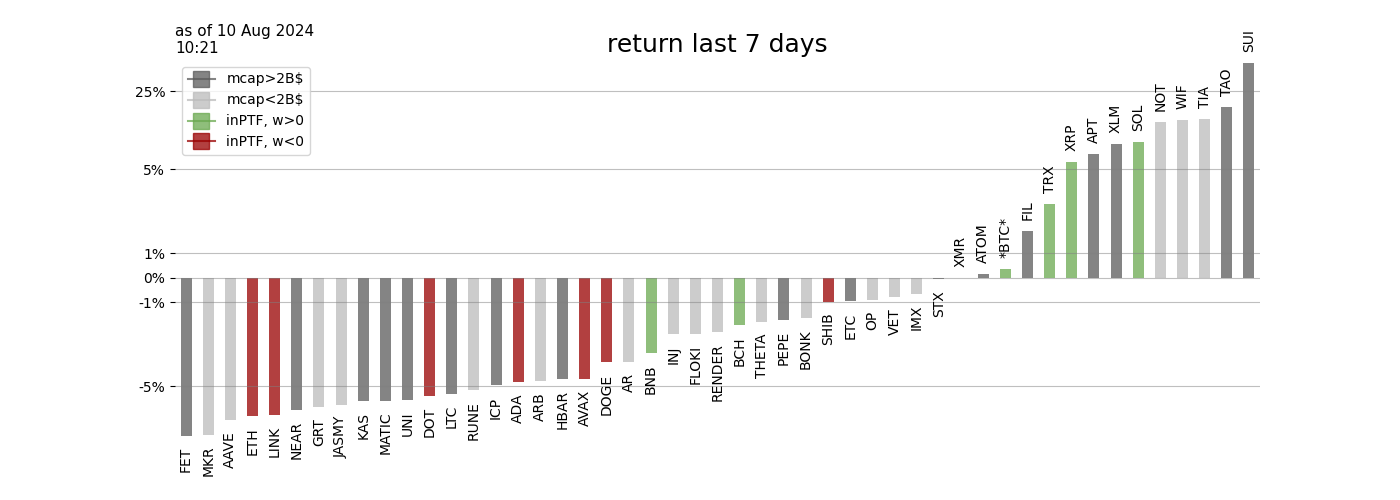 as of 10 Aug 2024
10:21
return last 7 days
mcap>2B$
mcap<2B$
inPTF, w>0
inPTF, w<0
25%
5%
1%
0%
-1%
-5%
FET
MKR
AAVE
ETH
LINK
NEAR
GRT
JASMY
KAS
MATIC
UNI
DOT
LTC
RUNE
ICP
ADA
ARB
HBAR
AVAX
DOGE
AR
BNB
INJ
FLOKI
RENDER
BCH
THETA
PEPE
BONK
SHIB
ETC
OP
VET
IMX
STX
XMR
ATOM
*BTC*
FIL
TRX
XRP
APT
XLM
SOL
NOT
WIF
TIA
TAO
SUI